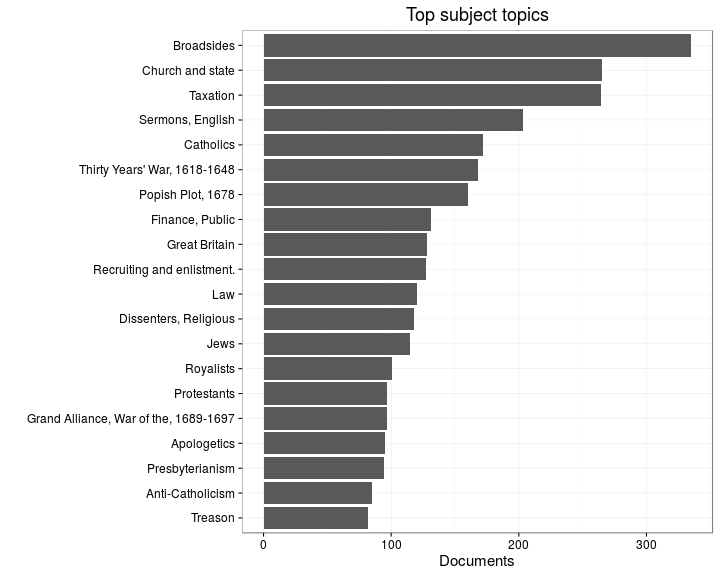 Top subject topics
Broadsides
Church and state
Taxation
Sermons, English
Catholics
Thirty Years' War, 1618-1648
Popish Plot, 1678
Finance, Public
Great Britain
Recruiting and enlistment.
Law
Dissenters, Religious
Jews
Royalists
Protestants
Grand Alliance, War of the, 1689-1697
Apologetics
Presbyterianism
Anti-Catholicism
Treason
0 100 200 300
Documents